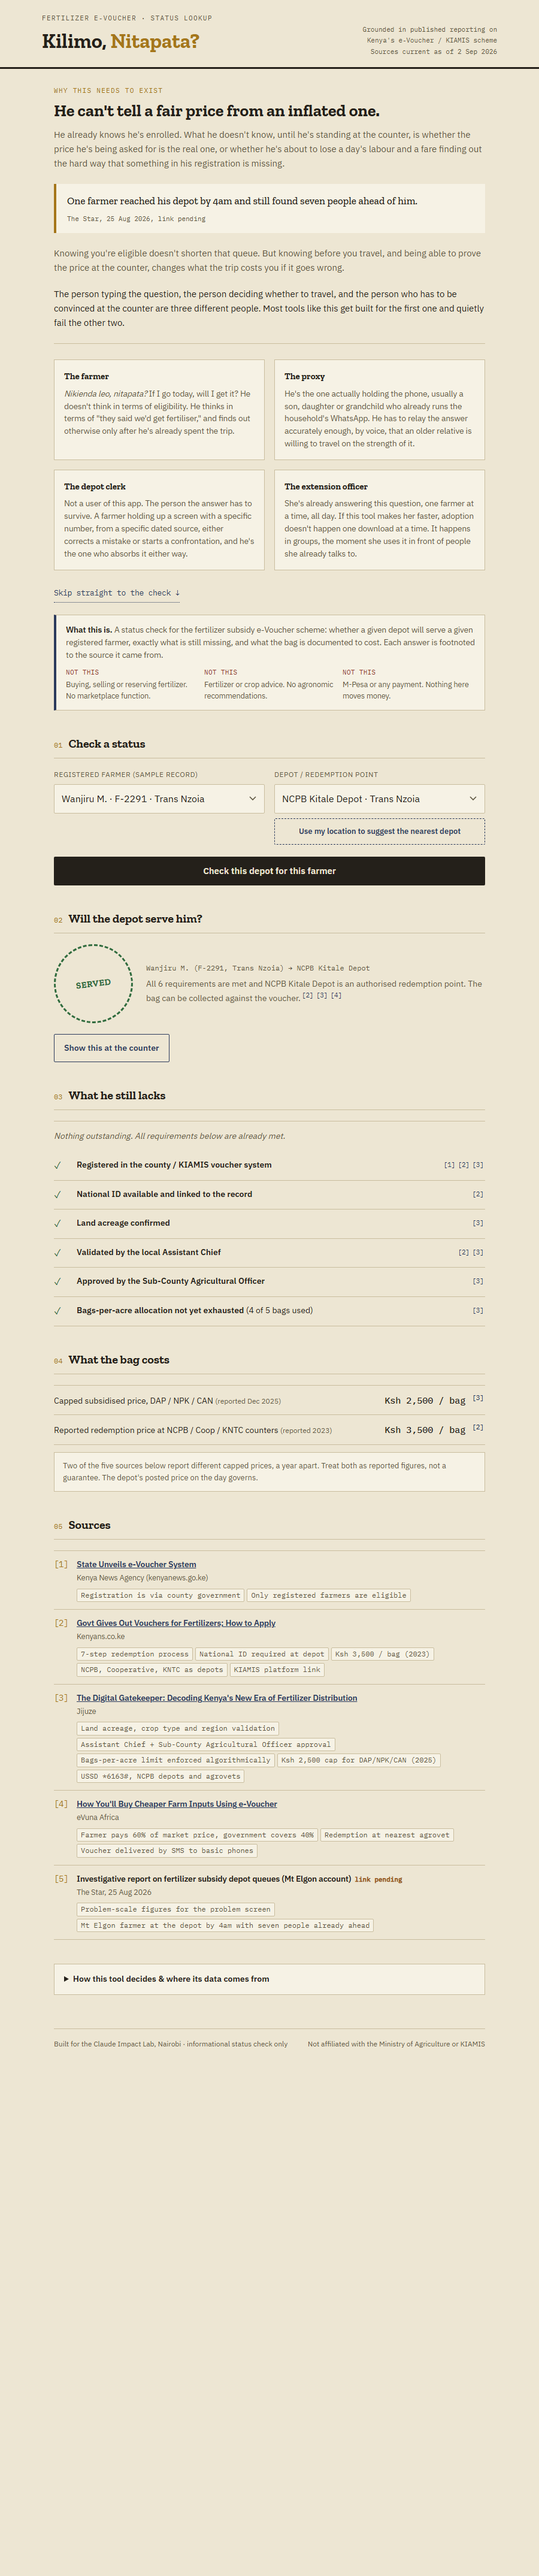 FERTILIZER E-VOUCHER · STATUS LOOKUP
Kilimo, Nitapata?
Grounded in published reporting on
Kenya's e-Voucher / KIAMIS scheme
Sources current as of 2 Sep 2026
WHY THIS NEEDS TO EXIST
He can't tell a fair price from an inflated one.
He already knows he's enrolled. What he doesn't know, until he's standing at the counter, is whether the
price he's being asked for is the real one, or whether he's about to lose a day's labour and a fare finding out
the hard way that something in his registration is missing.
One farmer reached his depot by 4am and still found seven people ahead of him.
The Star, 25 Aug 2026, link pending
Knowing you're eligible doesn't shorten that queue. But knowing before you travel, and being able to prove
the price at the counter, changes what the trip costs you if it goes wrong.
The person typing the question, the person deciding whether to travel, and the person who has to be
convinced at the counter are three different people. Most tools like this get built for the first one and quietly
fail the other two.
The farmer
Nikienda leo, nitapata? If I go today, will I get it? He
doesn't think in terms of eligibility. He thinks in
terms of "they said we'd get fertiliser," and finds out
otherwise only after he's already spent the trip.
The proxy
He's the one actually holding the phone, usually a
son, daughter or grandchild who already runs the
household's WhatsApp. He has to relay the answer
accurately enough, by voice, that an older relative is
willing to travel on the strength of it.
The depot clerk
Not a user of this app. The person the answer has to
survive. A farmer holding up a screen with a specific
number, from a specific dated source, either
corrects a mistake or starts a confrontation, and he's
the one who absorbs it either way.
The extension officer
She's already answering this question, one farmer at
a time, all day. If this tool makes her faster, adoption
doesn't happen one download at a time. It happens
in groups, the moment she uses it in front of people
she already talks to.
Skip straight to the check ↓
What this is. A status check for the fertilizer subsidy e-Voucher scheme: whether a given depot will serve a given
registered farmer, exactly what is still missing, and what the bag is documented to cost. Each answer is footnoted
to the source it came from.
NOT THIS
Buying, selling or reserving fertilizer.
No marketplace function.
NOT THIS
Fertilizer or crop advice. No agronomic
recommendations.
NOT THIS
M-Pesa or any payment. Nothing here
moves money.
01 Check a status
REGISTERED FARMER (SAMPLE RECORD)
Wanjiru M. · F-2291 · Trans Nzoia
DEPOT / REDEMPTION POINT
NCPB Kitale Depot · Trans Nzoia
Use my location to suggest the nearest depot
Check this depot for this farmer
02 Will the depot serve him?
SERVED
Wanjiru M. (F-2291, Trans Nzoia) → NCPB Kitale Depot
All 6 requirements are met and NCPB Kitale Depot is an authorised redemption point. The
bag can be collected against the voucher. [2] [3] [4]
Show this at the counter
03 What he still lacks
Nothing outstanding. All requirements below are already met.
✓ Registered in the county / KIAMIS voucher system [1] [2] [3]
✓ National ID available and linked to the record [2]
✓ Land acreage confirmed [3]
✓ Validated by the local Assistant Chief [2] [3]
✓ Approved by the Sub-County Agricultural Officer [3]
✓ Bags-per-acre allocation not yet exhausted (4 of 5 bags used) [3]
04 What the bag costs
Capped subsidised price, DAP / NPK / CAN (reported Dec 2025) Ksh 2,500 / bag [3]
Reported redemption price at NCPB / Coop / KNTC counters (reported 2023) Ksh 3,500 / bag [2]
Two of the five sources below report different capped prices, a year apart. Treat both as reported figures, not a
guarantee. The depot's posted price on the day governs.
05 Sources
[1] State Unveils e-Voucher System
Kenya News Agency (kenyanews.go.ke)
Registration is via county government Only registered farmers are eligible
[2] Govt Gives Out Vouchers for Fertilizers; How to Apply
Kenyans.co.ke
7-step redemption process National ID required at depot Ksh 3,500 / bag (2023)
NCPB, Cooperative, KNTC as depots KIAMIS platform link
[3] The Digital Gatekeeper: Decoding Kenya's New Era of Fertilizer Distribution
Jijuze
Land acreage, crop type and region validation
Assistant Chief + Sub-County Agricultural Officer approval
Bags-per-acre limit enforced algorithmically Ksh 2,500 cap for DAP/NPK/CAN (2025)
USSD *6163#, NCPB depots and agrovets
[4] How You'll Buy Cheaper Farm Inputs Using e-Voucher
eVuna Africa
Farmer pays 60% of market price, government covers 40% Redemption at nearest agrovet
Voucher delivered by SMS to basic phones
[5] Investigative report on fertilizer subsidy depot queues (Mt Elgon account) link pending
The Star, 25 Aug 2026
Problem-scale figures for the problem screen
Mt Elgon farmer at the depot by 4am with seven people already ahead
▶ How this tool decides & where its data comes from
Built for the Claude Impact Lab, Nairobi · informational status check only
Not affiliated with the Ministry of Agriculture or KIAMIS